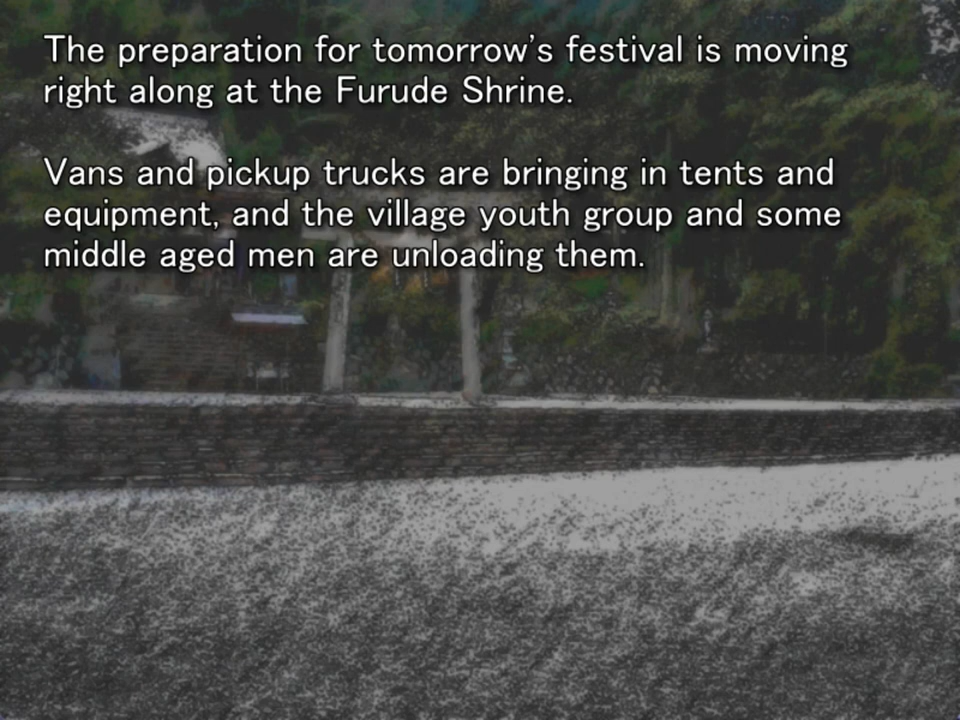 The preparation for tomorrow's festival is moving
right along at the Furude Shrine.
Vans and pickup trucks are bringing in tents and
equipment, and the village youth group and some
middle aged men are unloading them.